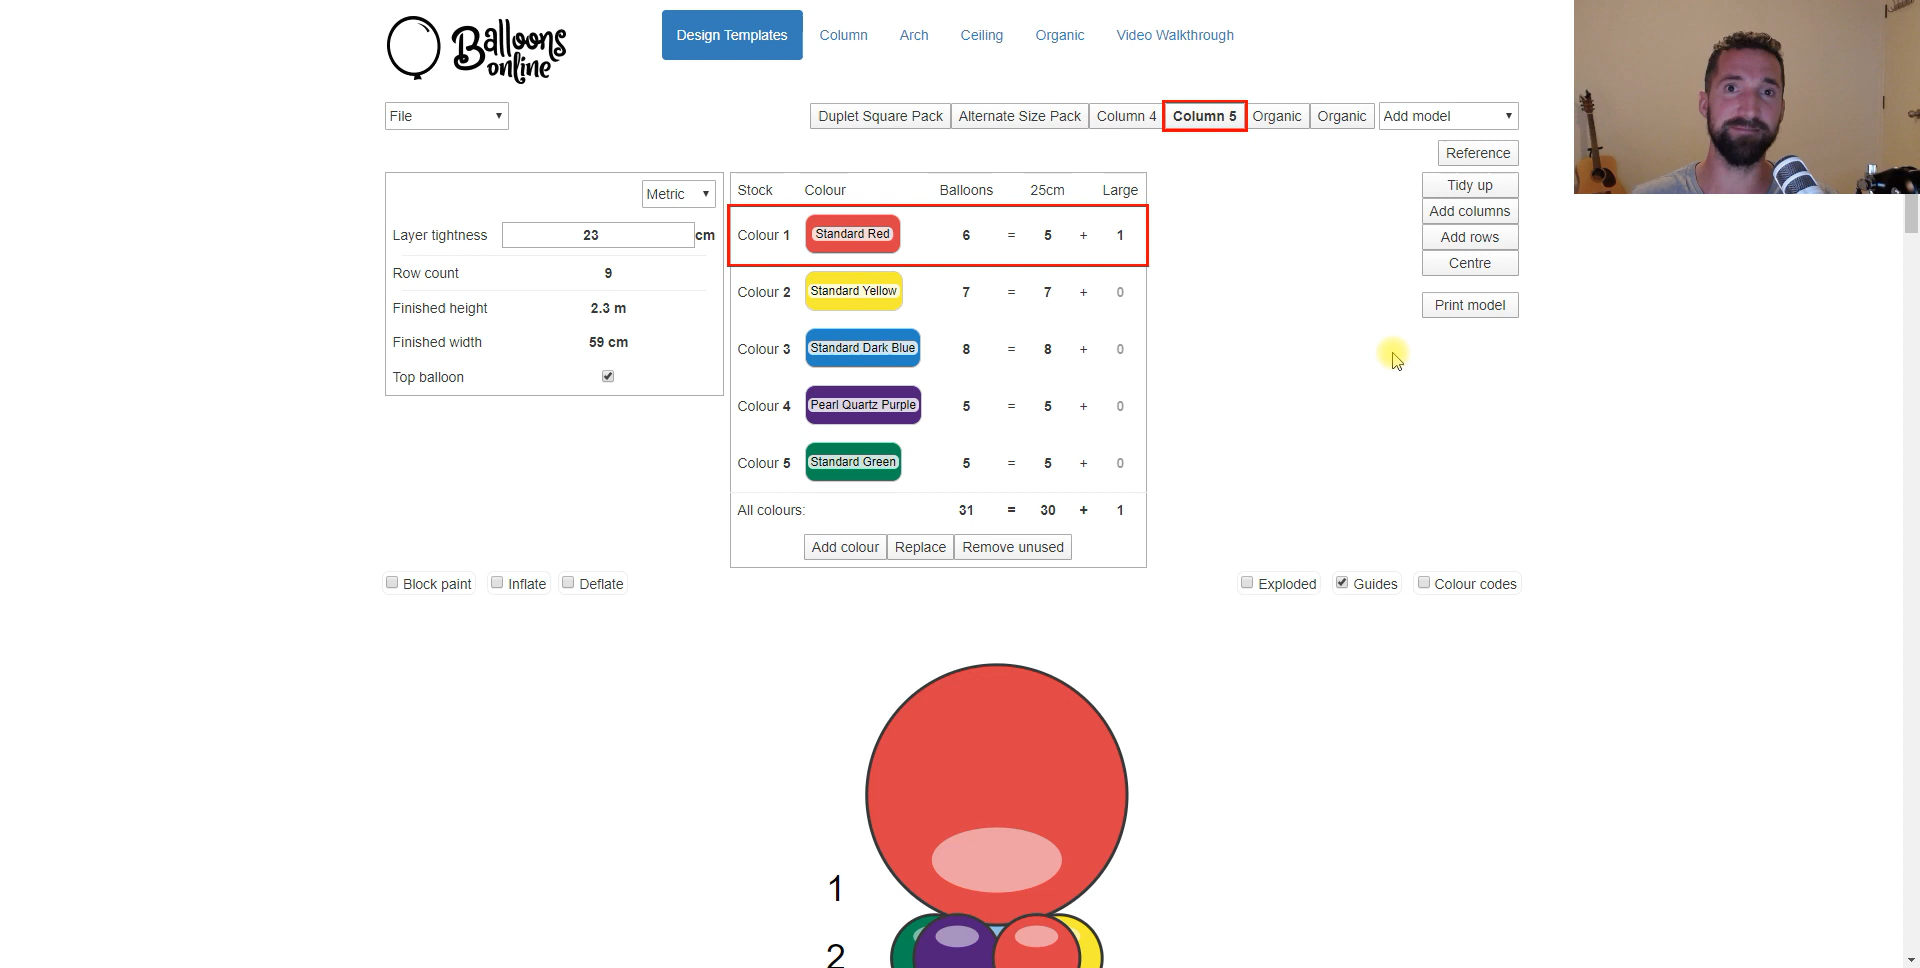 Balloons online
Design Templates Column Arch Ceiling Organic Video Walkthrough
File Duplet Square Pack Alternate Size Pack Column 4 Column 5 Organic Organic Add model
Reference
Tidy up
Add columns
Add rows
Centre
Print model
Metric
Layer tightness 23 cm
Row count 9
Finished height 2.3 m
Finished width 59 cm
Top balloon
Stock Colour Balloons 25cm Large
Colour 1 Standard Red 6 = 5 + 1
Colour 2 Standard Yellow 7 = 7 + 0
Colour 3 Standard Dark Blue 8 = 8 + 0
Colour 4 Pearl Quartz Purple 5 = 5 + 0
Colour 5 Standard Green 5 = 5 + 0
All colours: 31 = 30 + 1
Add colour Replace Remove unused
Block paint Inflate Deflate Exploded Guides Colour codes
1
2